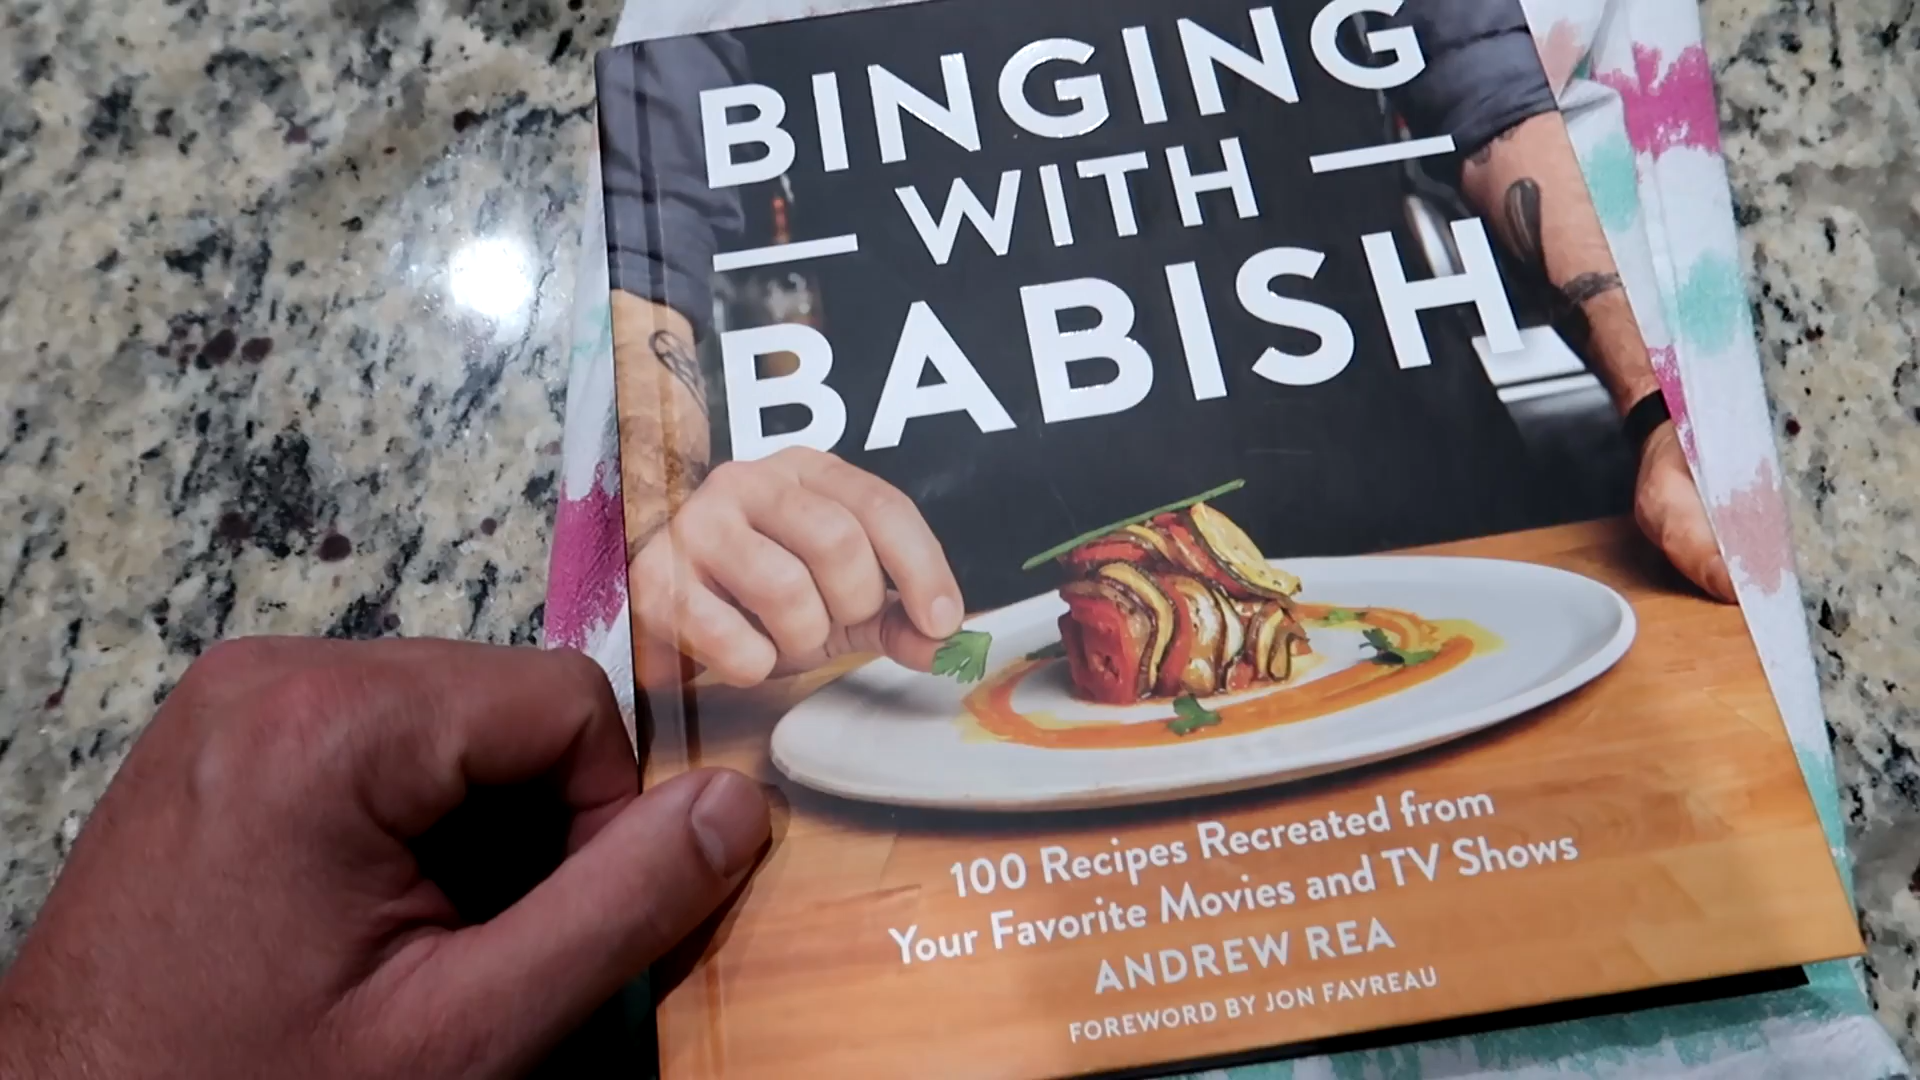 BINGING
WITH
BABISH
100 Recipes Recreated from
Your Favorite Movies and TV Shows
ANDREW REA
FOREWORD BY JON FAVREAU